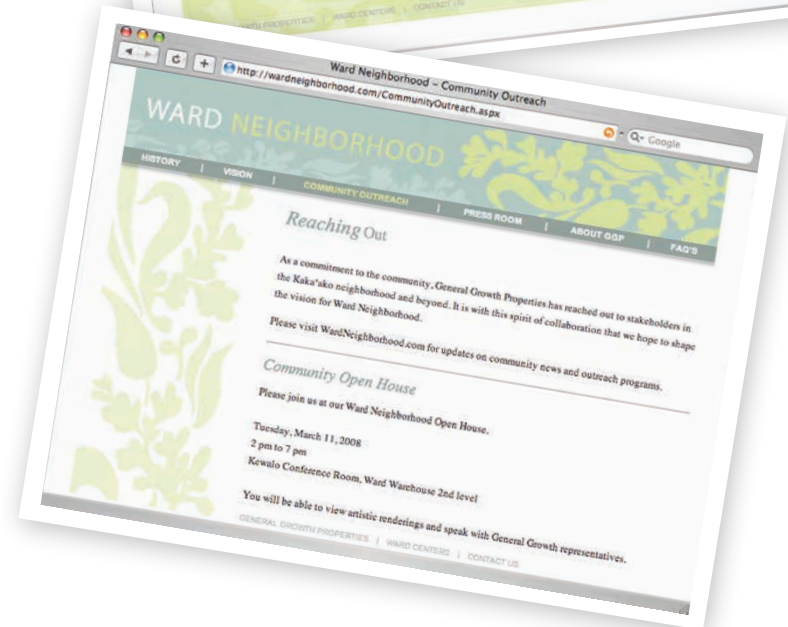 GROWTH PROPERTIES | WARD CENTERS | CONTACT US
Ward Neighborhood – Community Outreach
http://wardneighborhood.com/CommunityOutreach.aspx
Google
WARD NEIGHBORHOOD
HISTORY | VISION | COMMUNITY OUTREACH | PRESS ROOM | ABOUT GGP | FAQ'S
Reaching Out
As a commitment to the community, General Growth Properties has reached out to stakeholders in
the Kaka'ako neighborhood and beyond. It is with this spirit of collaboration that we hope to shape
the vision for Ward Neighborhood.
Please visit WardNeighborhood.com for updates on community news and outreach programs.
Community Open House
Please join us at our Ward Neighborhood Open House.
Tuesday, March 11, 2008
2 pm to 7 pm
Kewalo Conference Room, Ward Warehouse 2nd level
You will be able to view artistic renderings and speak with General Growth representatives.
GENERAL GROWTH PROPERTIES | WARD CENTERS | CONTACT US